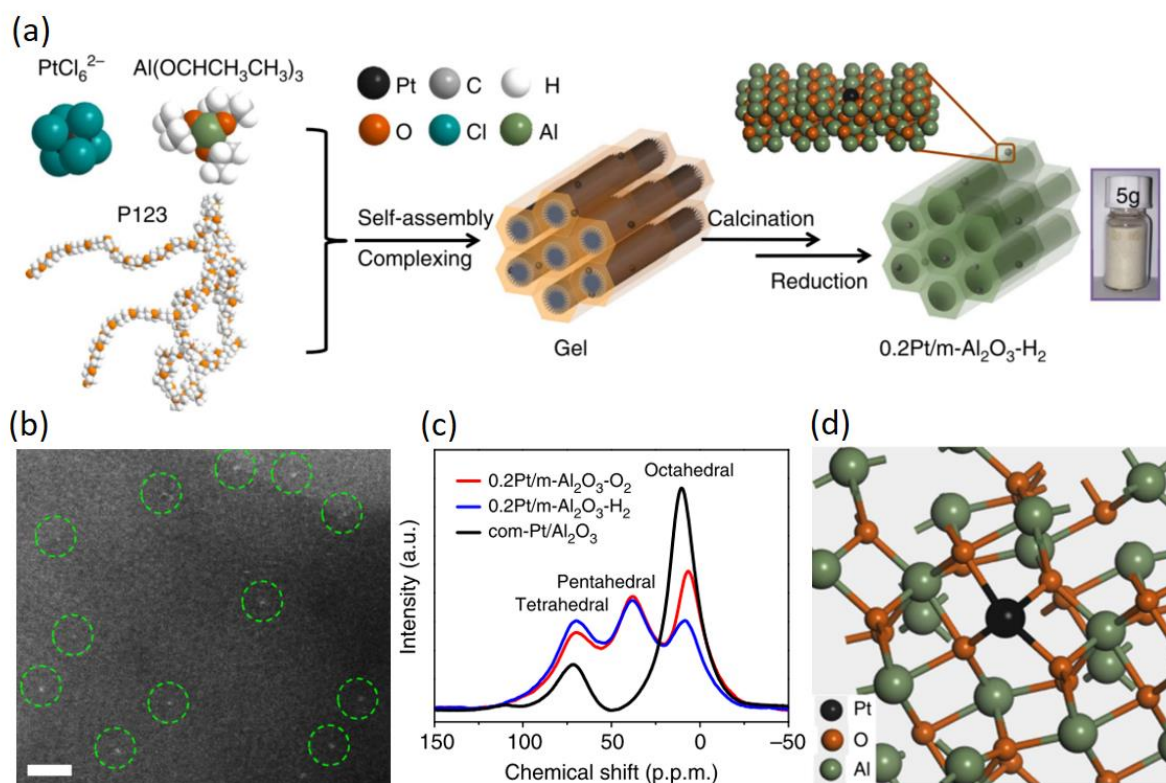 (a)
PtCl₆²⁻ Al(OCHCH₃CH₃)₃
Pt C H
O Cl Al
P123
Self-assembly
Complexing
Gel
Calcination
Reduction
5g
0.2Pt/m-Al₂O₃-H₂
(b)
(c)
Intensity (a.u.)
0.2Pt/m-Al₂O₃-O₂
0.2Pt/m-Al₂O₃-H₂
com-Pt/Al₂O₃
Octahedral
Pentahedral
Tetrahedral
150 100 50 0 –50
Chemical shift (p.p.m.)
(d)
Pt
O
Al